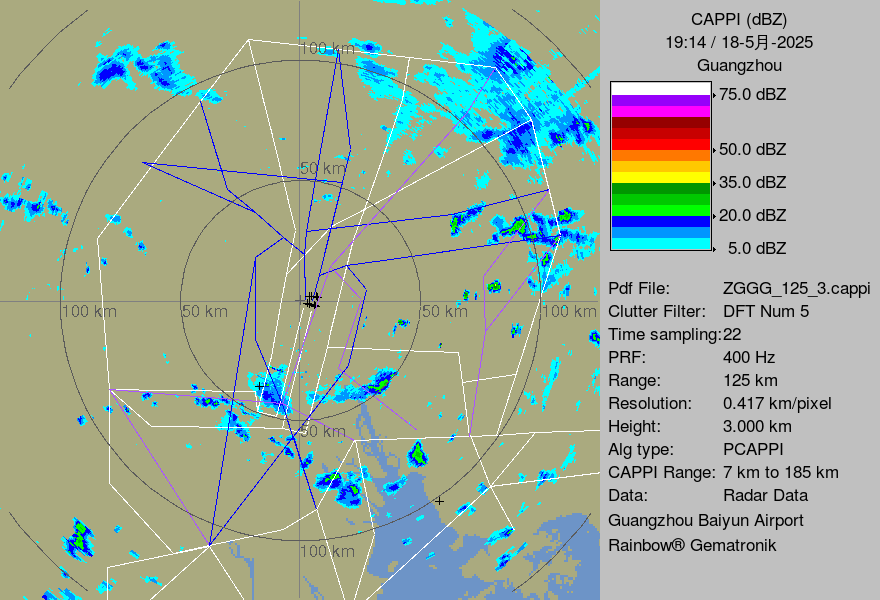 CAPPI (dBZ)
19:14 / 18-5月-2025
Guangzhou
75.0 dBZ
50.0 dBZ
35.0 dBZ
20.0 dBZ
5.0 dBZ
Pdf File: ZGGG_125_3.cappi
Clutter Filter: DFT Num 5
Time sampling:22
PRF: 400 Hz
Range: 125 km
Resolution: 0.417 km/pixel
Height: 3.000 km
Alg type: PCAPPI
CAPPI Range: 7 km to 185 km
Data: Radar Data
Guangzhou Baiyun Airport
Rainbow® Gematronik
100 km
50 km
100 km
50 km
50 km
100 km
50 km
100 km